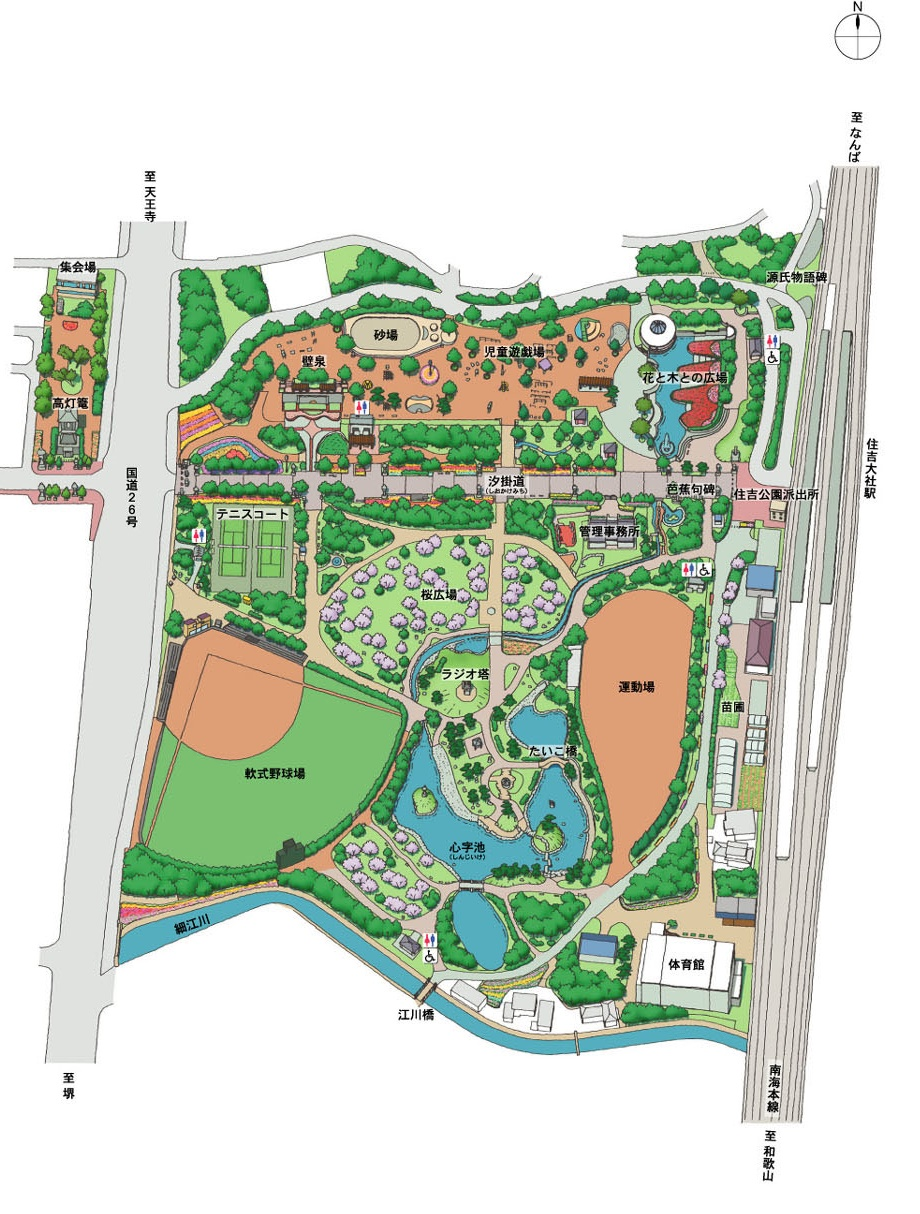 N
至なんば
至天王寺
集会場
源氏物語碑
砂場
児童遊戯場
壁泉
花と木との広場
高灯篭
住吉大社駅
国道26号
汐掛道
(しおかけみち)
芭蕉句碑
住吉公園派出所
テニスコート
管理事務所
桜広場
ラジオ塔
運動場
苗圃
たいこ橋
軟式野球場
心字池
(しんじいけ)
細江川
体育館
江川橋
至堺
南海本線
至和歌山